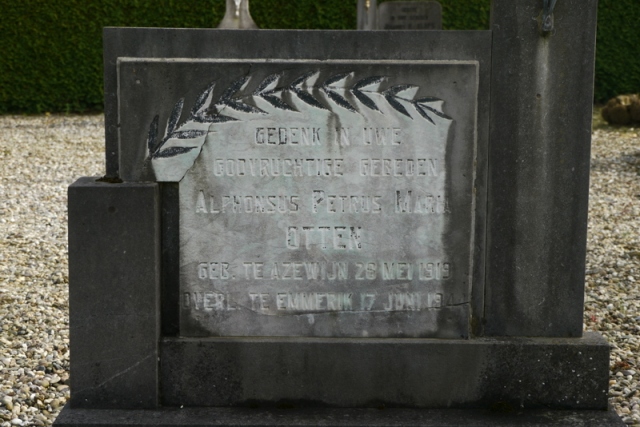 GEDENK IN UWE
GODVRUCHTIGE GEBEDEN
ALPHONSUS PETRUS MARIA
OTTEN
GEB. TE AZEWIJN 26 MEI 1919
OVERL. TE EMMERIK 17 JUNI 19